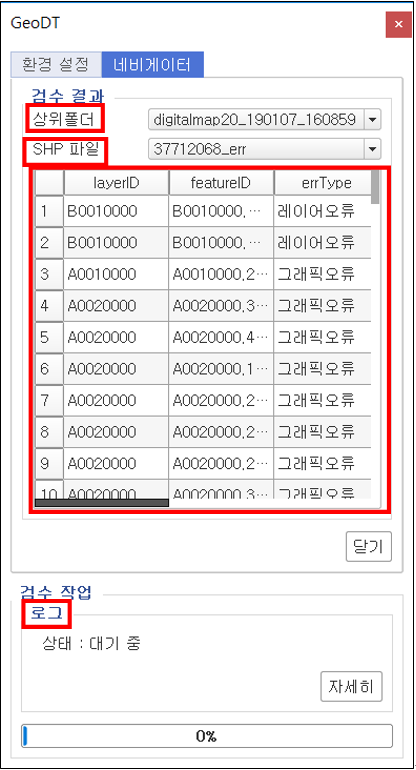 GeoDT
환경 설정 네비게이터
검수 결과
상위폴더 digitalmap20_190107_160859
SHP 파일 37712068_err
layerID featureID errType
1 B0010000 B0010000,⋯ 레이어오류
2 B0010000 B0010000,⋯ 레이어오류
3 A0010000 A0010000,2⋯ 그래픽오류
4 A0020000 A0020000,3⋯ 그래픽오류
5 A0020000 A0020000,4⋯ 그래픽오류
6 A0020000 A0020000,1⋯ 그래픽오류
7 A0020000 A0020000,2⋯ 그래픽오류
8 A0020000 A0020000,2⋯ 그래픽오류
9 A0020000 A0020000,2⋯ 그래픽오류
10 A0020000 A0020000,3⋯ 그래픽오류
닫기
검수 작업
로그
상태 : 대기 중
자세히
0%